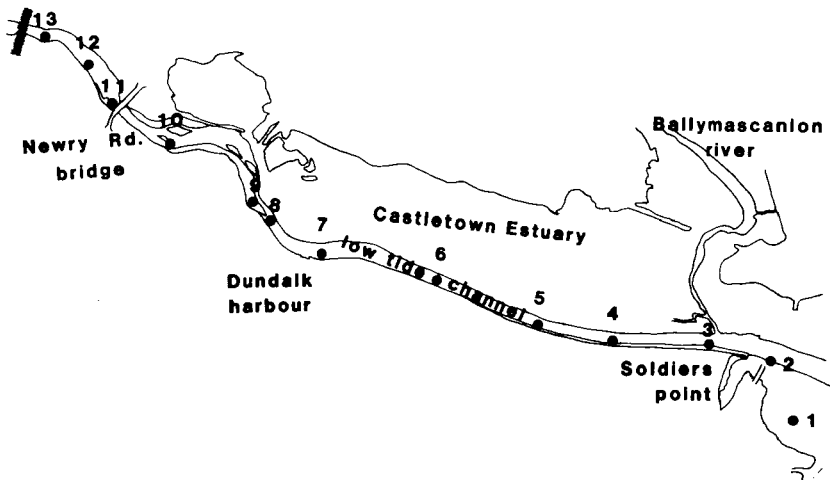 13
12
11
10
Newry Rd.
bridge
Ballymascanlon
river
9
8
Castletown Estuary
7
low tide channel
6
Dundalk
harbour
5
4
3
Soldiers
point
2
1